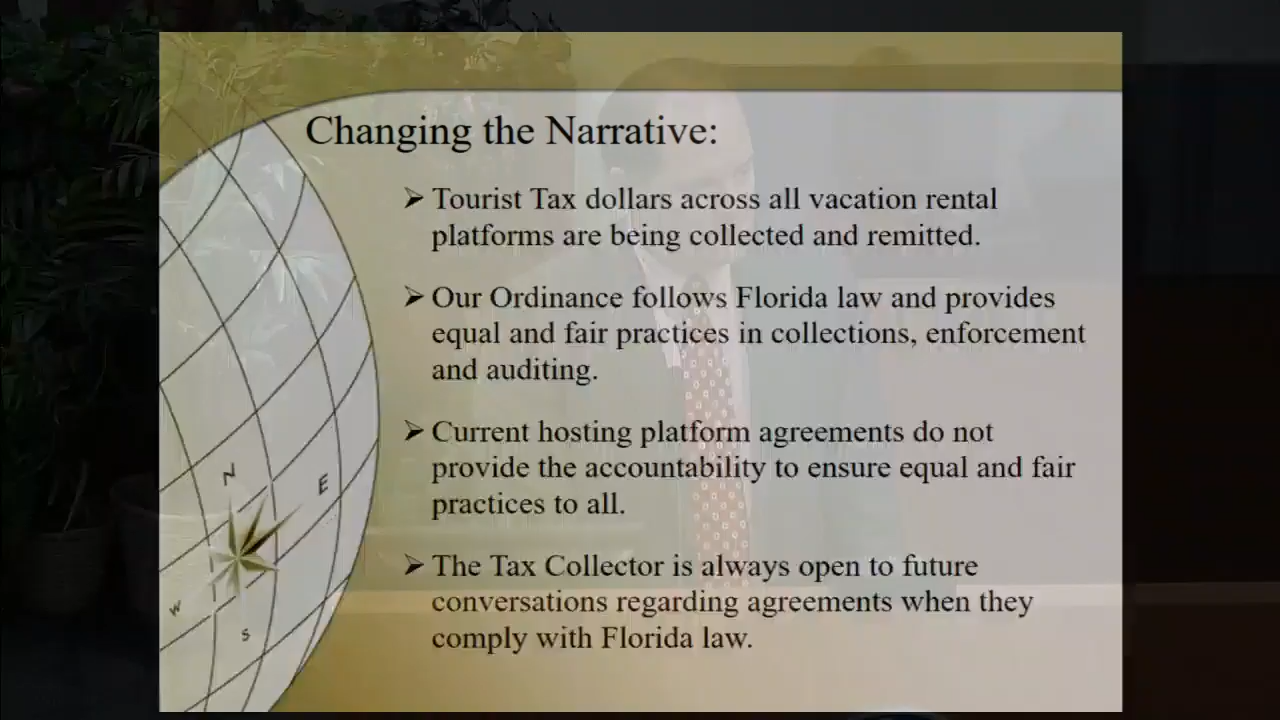 Changing the Narrative:
➢ Tourist Tax dollars across all vacation rental
platforms are being collected and remitted.
➢ Our Ordinance follows Florida law and provides
equal and fair practices in collections, enforcement
and auditing.
➢ Current hosting platform agreements do not
provide the accountability to ensure equal and fair
practices to all.
➢ The Tax Collector is always open to future
conversations regarding agreements when they
comply with Florida law.
N
E
W
S